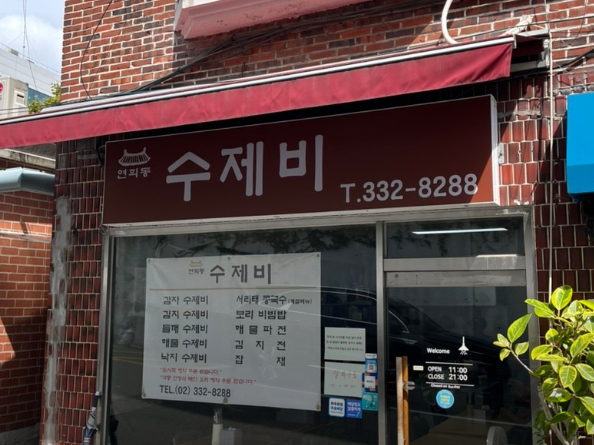 연희동
수제비
T.332-8288
연희동 수제비
감자 수제비
김치 수제비
들깨 수제비
해물 수제비
낙지 수제비
서리태 콩국수
보리 비빔밥
해물 파전
김치전
잡채
TEL (02) 332-8288
Welcome
OPEN 11:00
CLOSE 21:00